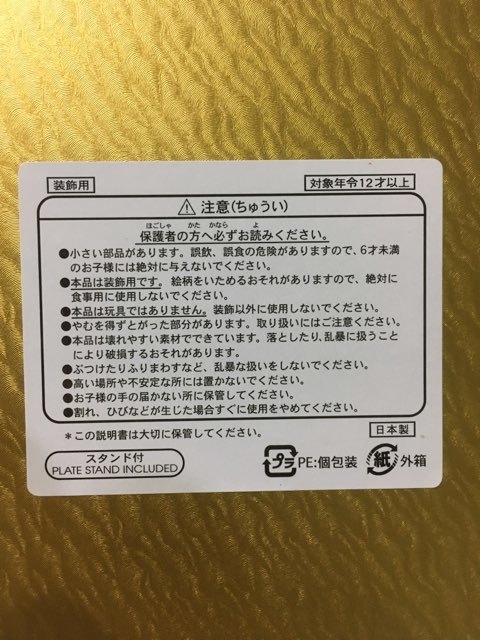 装飾用 対象年令12才以上
⚠ 注意(ちゅうい)
ほごしゃ かた かなら よ
保護者の方へ必ずお読みください。
●小さい部品があります。誤飲、誤食の危険がありますので、6才未満
のお子様には絶対に与えないでください。
●本品は装飾用です。絵柄をいためるおそれがありますので、絶対に
食事用に使用しないでください。
●本品は玩具ではありません。装飾以外に使用しないでください。
●やむを得ずとがった部分があります。取り扱いにはご注意ください。
●本品は壊れやすい素材でできています。落としたり、乱暴に扱うこと
により破損するおそれがあります。
●ぶつけたりふりまわすなど、乱暴な扱いをしないでください。
●高い場所や不安定な所には置かないでください。
●お子様の手の届かない所に保管してください。
●割れ、ひびなどが生じた場合すぐに使用をやめてください。
＊この説明書は大切に保管してください。 日本製
スタンド付
PLATE STAND INCLUDED
プラ PE:個包装 紙 外箱